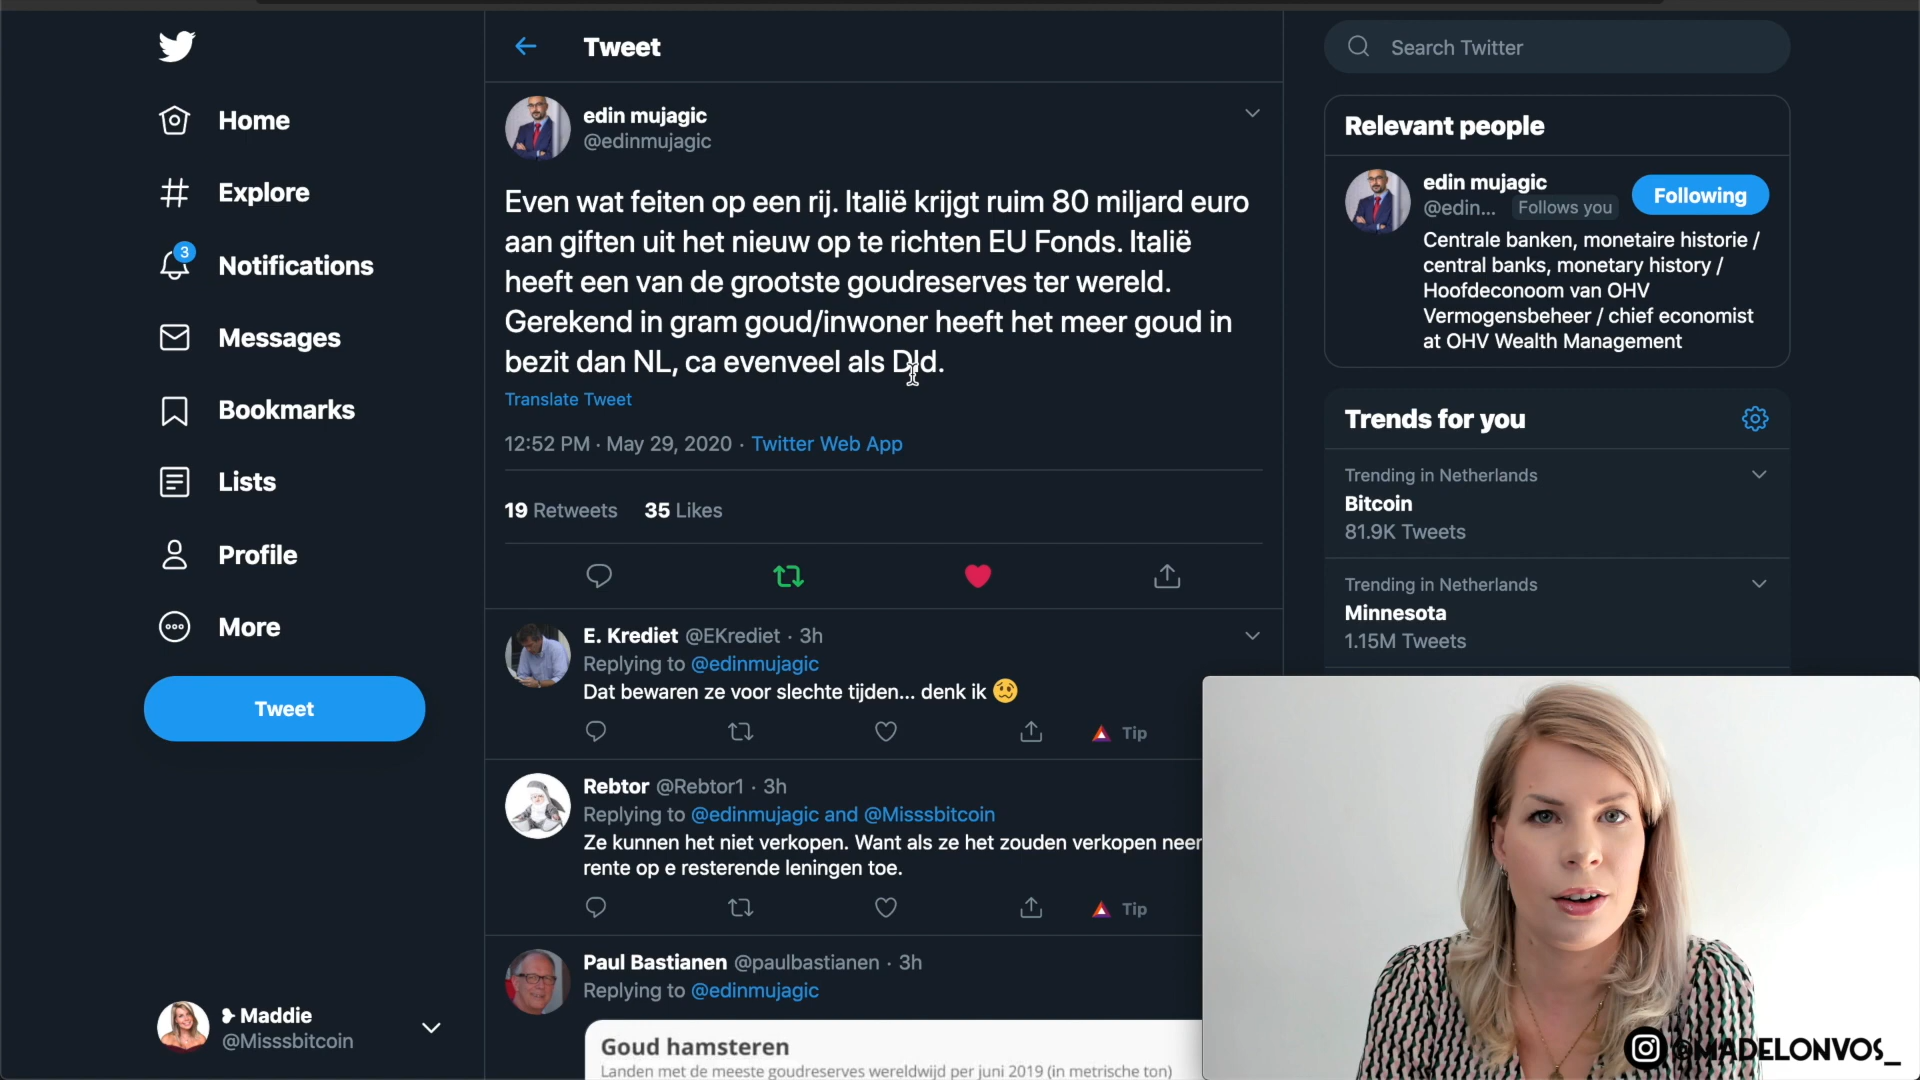 Home
Explore
3
Notifications
Messages
Bookmarks
Lists
Profile
More
Tweet
Maddie
@Misssbitcoin
Tweet
edin mujagic
@edinmujagic
Even wat feiten op een rij. Italië krijgt ruim 80 miljard euro
aan giften uit het nieuw op te richten EU Fonds. Italië
heeft een van de grootste goudreserves ter wereld.
Gerekend in gram goud/inwoner heeft het meer goud in
bezit dan NL, ca evenveel als Dld.
Translate Tweet
12:52 PM · May 29, 2020 · Twitter Web App
19 Retweets 35 Likes
E. Krediet @EKrediet · 3h
Replying to @edinmujagic
Dat bewaren ze voor slechte tijden... denk ik 🥴
Tip
Rebtor @Rebtor1 · 3h
Replying to @edinmujagic and @Misssbitcoin
Ze kunnen het niet verkopen. Want als ze het zouden verkopen neer
rente op e resterende leningen toe.
Tip
Paul Bastianen @paulbastianen · 3h
Replying to @edinmujagic
Goud hamsteren
Landen met de meeste goudreserves wereldwijd per juni 2019 (in metrische ton)
Search Twitter
Relevant people
edin mujagic
@edin... Follows you
Following
Centrale banken, monetaire historie /
central banks, monetary history /
Hoofdeconoom van OHV
Vermogensbeheer / chief economist
at OHV Wealth Management
Trends for you
Trending in Netherlands
Bitcoin
81.9K Tweets
Trending in Netherlands
Minnesota
1.15M Tweets
@MADELONVOS_